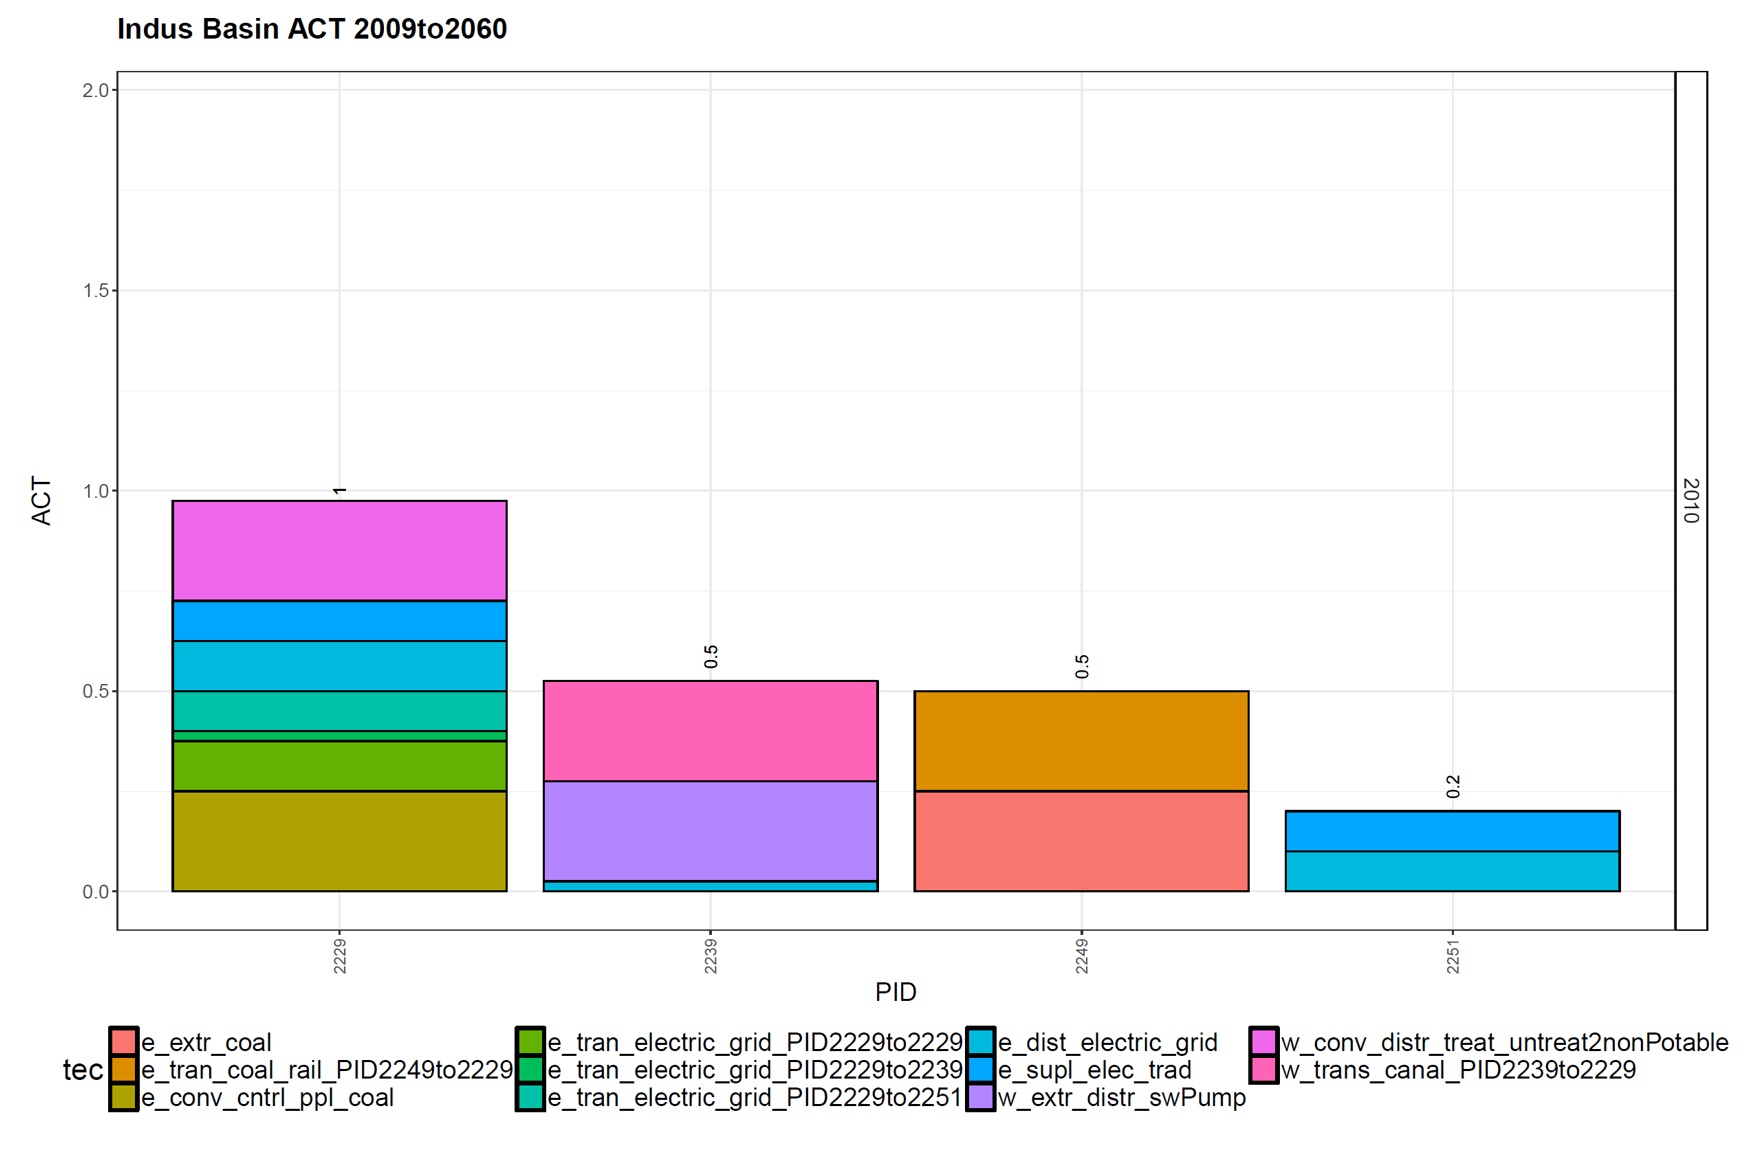 Indus Basin ACT 2009to2060
2.0
1.5
1.0
0.5
0.0
ACT
1
0.5
0.5
0.2
2010
2229
2239
2249
2251
PID
tec
e_extr_coal
e_tran_coal_rail_PID2249to2229
e_conv_cntrl_ppl_coal
e_tran_electric_grid_PID2229to2229
e_tran_electric_grid_PID2229to2239
e_tran_electric_grid_PID2229to2251
e_dist_electric_grid
e_supl_elec_trad
w_extr_distr_swPump
w_conv_distr_treat_untreat2nonPotable
w_trans_canal_PID2239to2229